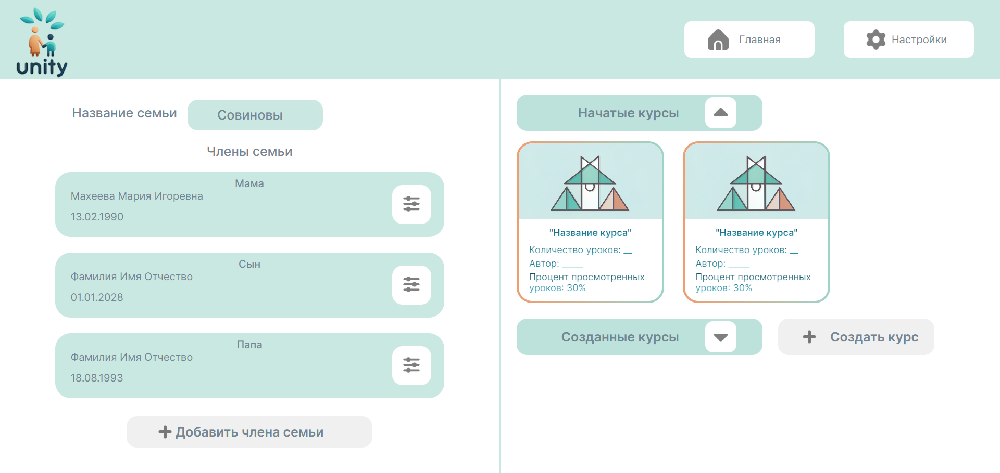 unity
Главная
Настройки
Название семьи
Совиновы
Члены семьи
Мама
Махеева Мария Игоревна
13.02.1990
Сын
Фамилия Имя Отчество
01.01.2028
Папа
Фамилия Имя Отчество
18.08.1993
Добавить члена семьи
Начатые курсы
"Название курса"
Количество уроков: __
Автор: _____
Процент просмотренных
уроков: 30%
"Название курса"
Количество уроков: __
Автор: _____
Процент просмотренных
уроков: 30%
Созданные курсы
Создать курс